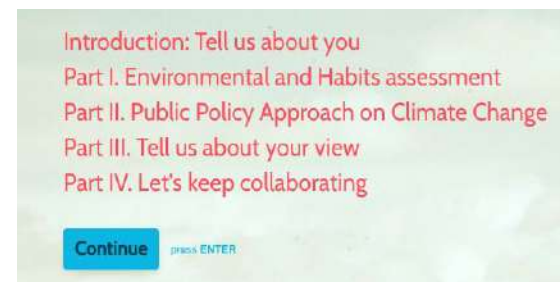 Introduction: Tell us about you
Part I. Environmental and Habits assessment
Part II. Public Policy Approach on Climate Change
Part III. Tell us about your view
Part IV. Let's keep collaborating
Continue press ENTER